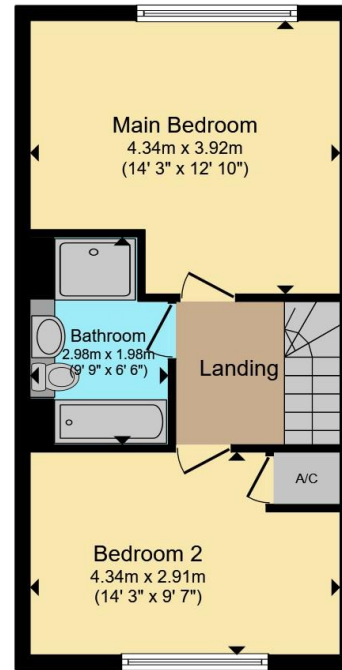 Main Bedroom
4.34m x 3.92m
(14' 3" x 12' 10")
Bathroom
2.98m x 1.98m
(9' 9" x 6' 6")
Landing
A/C
Bedroom 2
4.34m x 2.91m
(14' 3" x 9' 7")